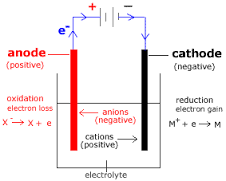 + −
e-
anode
(positive)
cathode
(negative)
oxidation
electron loss
X⁻ → X + e
anions
(negative)
cations
(positive)
reduction
electron gain
M⁺ + e → M
electrolyte